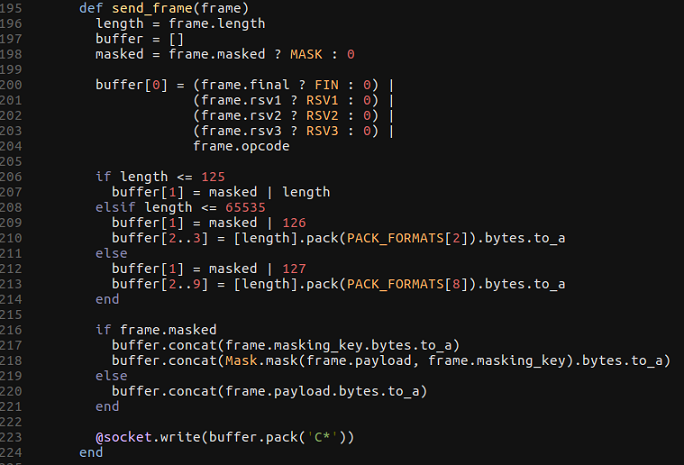 195 def send_frame(frame)
196 length = frame.length
197 buffer = []
198 masked = frame.masked ? MASK : 0
199
200 buffer[0] = (frame.final ? FIN : 0) |
201 (frame.rsv1 ? RSV1 : 0) |
202 (frame.rsv2 ? RSV2 : 0) |
203 (frame.rsv3 ? RSV3 : 0) |
204 frame.opcode
205
206 if length <= 125
207 buffer[1] = masked | length
208 elsif length <= 65535
209 buffer[1] = masked | 126
210 buffer[2..3] = [length].pack(PACK_FORMATS[2]).bytes.to_a
211 else
212 buffer[1] = masked | 127
213 buffer[2..9] = [length].pack(PACK_FORMATS[8]).bytes.to_a
214 end
215
216 if frame.masked
217 buffer.concat(frame.masking_key.bytes.to_a)
218 buffer.concat(Mask.mask(frame.payload, frame.masking_key).bytes.to_a)
219 else
220 buffer.concat(frame.payload.bytes.to_a)
221 end
222
223 @socket.write(buffer.pack('C*'))
224 end